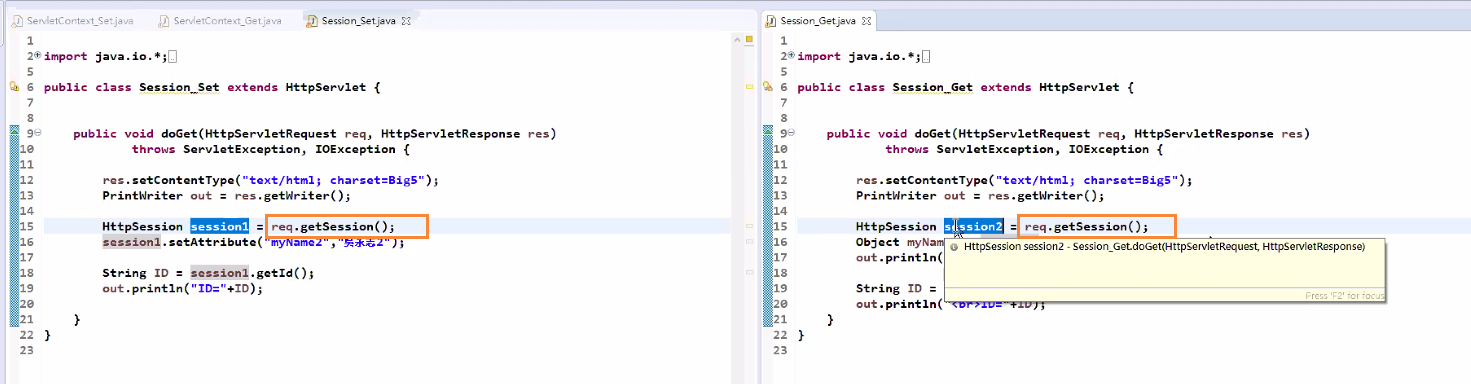 ServletContext_Set.java ServletContext_Get.java Session_Set.java
1
2 import java.io.*;
5
6 public class Session_Set extends HttpServlet {
7
8
9 public void doGet(HttpServletRequest req, HttpServletResponse res)
10 throws ServletException, IOException {
11
12 res.setContentType("text/html; charset=Big5");
13 PrintWriter out = res.getWriter();
14
15 HttpSession session1 = req.getSession();
16 session1.setAttribute("myName2","吳永志2");
17
18 String ID = session1.getId();
19 out.println("ID="+ID);
20
21 }
22 }
23
Session_Get.java
1
2 import java.io.*;
5
6 public class Session_Get extends HttpServlet {
7
8
9 public void doGet(HttpServletRequest req, HttpServletResponse res)
10 throws ServletException, IOException {
11
12 res.setContentType("text/html; charset=Big5");
13 PrintWriter out = res.getWriter();
14
15 HttpSession session2 = req.getSession();
16 Object myNam
HttpSession session2 - Session_Get.doGet(HttpServletRequest, HttpServletResponse)
17 out.println(
18
19 String ID =
Press 'F2' for focus
20 out.println("<br>ID="+ID);
21 }
22 }
23